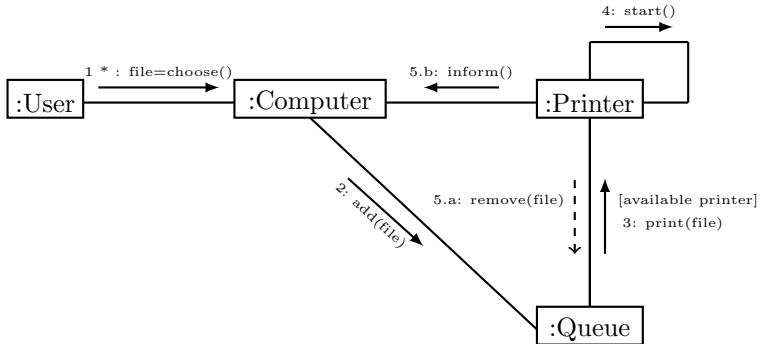 4: start()
1 * : file=choose()
5.b: inform()
:User
:Computer
:Printer
2: add(file)
5.a: remove(file)
[available printer]
3: print(file)
:Queue